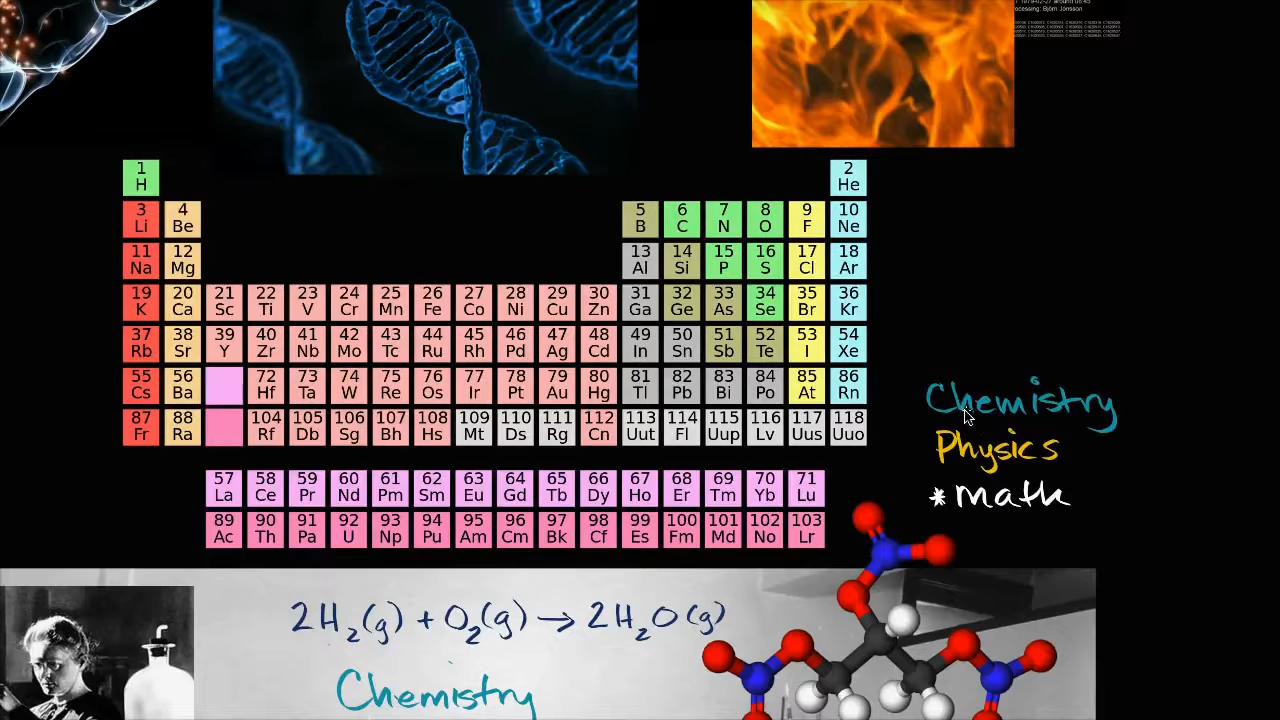 1979-02-27 around 06:45
ocessing: Björn Jónsson
1 2
H He
3 4 5 6 7 8 9 10
Li Be B C N O F Ne
11 12 13 14 15 16 17 18
Na Mg Al Si P S Cl Ar
19 20 21 22 23 24 25 26 27 28 29 30 31 32 33 34 35 36
K Ca Sc Ti V Cr Mn Fe Co Ni Cu Zn Ga Ge As Se Br Kr
37 38 39 40 41 42 43 44 45 46 47 48 49 50 51 52 53 54
Rb Sr Y Zr Nb Mo Tc Ru Rh Pd Ag Cd In Sn Sb Te I Xe
55 56 72 73 74 75 76 77 78 79 80 81 82 83 84 85 86
Cs Ba Hf Ta W Re Os Ir Pt Au Hg Tl Pb Bi Po At Rn
87 88 104 105 106 107 108 109 110 111 112 113 114 115 116 117 118
Fr Ra Rf Db Sg Bh Hs Mt Ds Rg Cn Uut Fl Uup Lv Uus Uuo
57 58 59 60 61 62 63 64 65 66 67 68 69 70 71
La Ce Pr Nd Pm Sm Eu Gd Tb Dy Ho Er Tm Yb Lu
89 90 91 92 93 94 95 96 97 98 99 100 101 102 103
Ac Th Pa U Np Pu Am Cm Bk Cf Es Fm Md No Lr
Chemistry
Physics
* math
2H₂(g) + O₂(g) → 2H₂O(g)
Chemistry